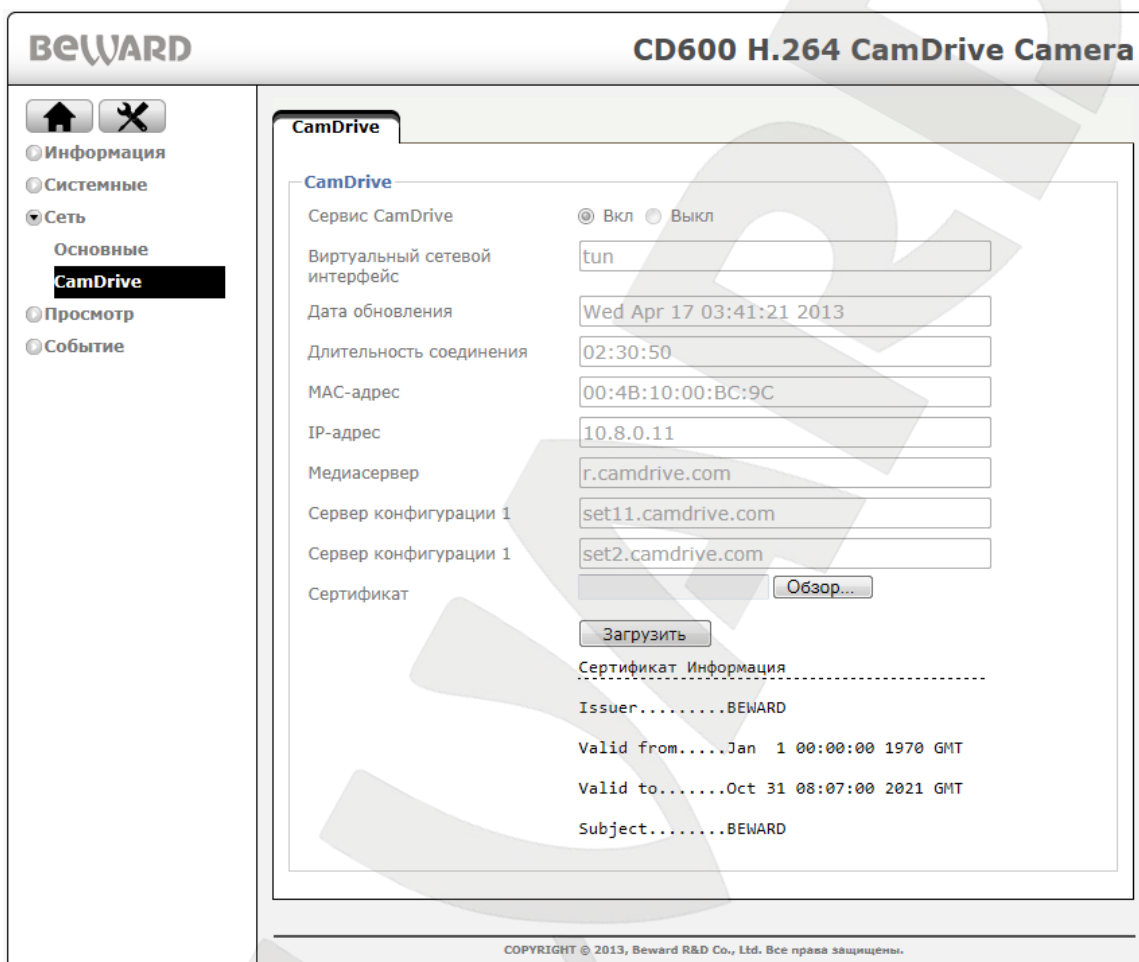 BEWARD
CD600 H.264 CamDrive Camera
Информация
Системные
Сеть
Основные
CamDrive
Просмотр
Событие
CamDrive
CamDrive
Сервис CamDrive Вкл Выкл
Виртуальный сетевой
интерфейс
tun
Дата обновления Wed Apr 17 03:41:21 2013
Длительность соединения 02:30:50
MAC-адрес 00:4B:10:00:BC:9C
IP-адрес 10.8.0.11
Медиасервер r.camdrive.com
Сервер конфигурации 1 set11.camdrive.com
Сервер конфигурации 1 set2.camdrive.com
Сертификат Обзор...
Загрузить
Сертификат Информация
Issuer.........BEWARD
Valid from.....Jan 1 00:00:00 1970 GMT
Valid to.......Oct 31 08:07:00 2021 GMT
Subject........BEWARD
COPYRIGHT © 2013, Beward R&D Co., Ltd. Все права защищены.